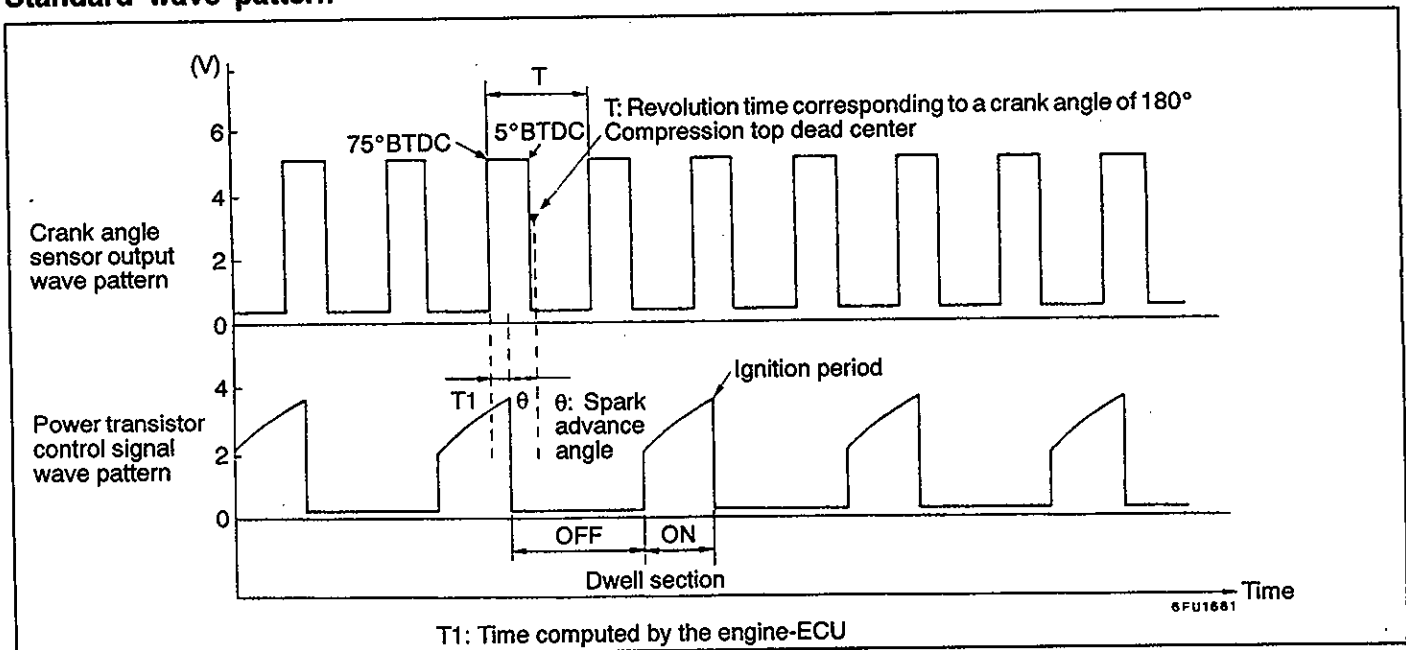 Standard wave pattern
(V)
T
T: Revolution time corresponding to a crank angle of 180°
75°BTDC
5°BTDC
Compression top dead center
6
4
2
0
Crank angle
sensor output
wave pattern
Ignition period
4
2
0
T1
θ
θ: Spark
advance
angle
Power transistor
control signal
wave pattern
OFF
ON
Dwell section
Time
6FU1681
T1: Time computed by the engine-ECU